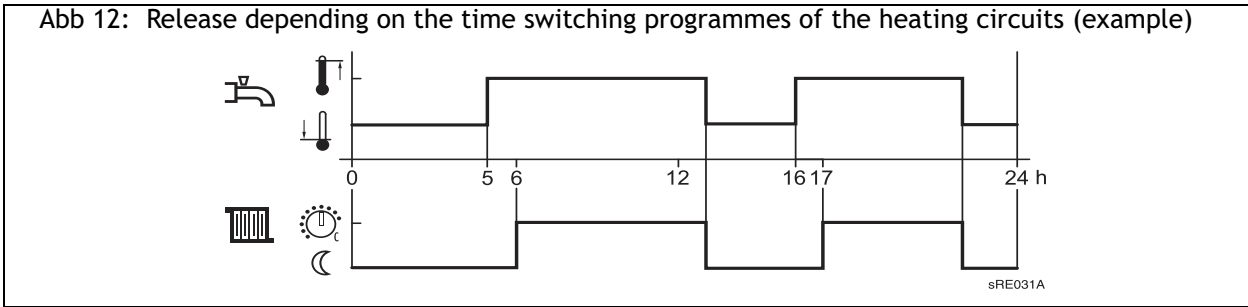 Abb 12: Release depending on the time switching programmes of the heating circuits (example)
0 5 6 12 16 17 24 h
C
sRE031A